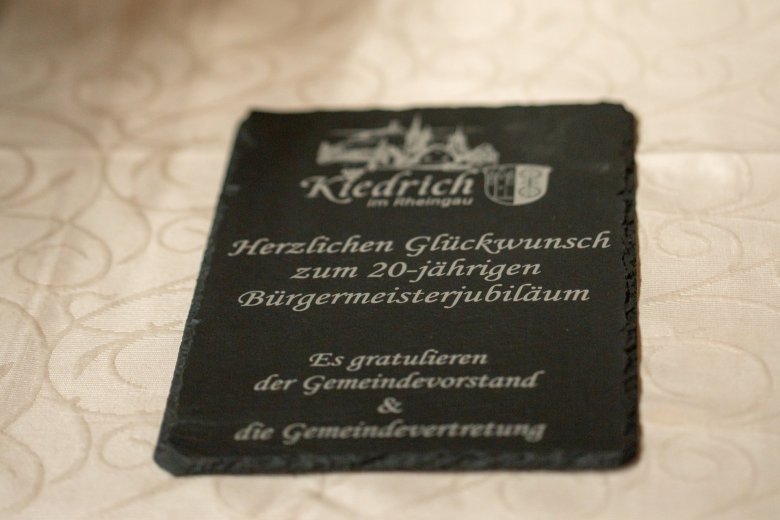 Kiedrich
im Rheingau
Herzlichen Glückwunsch
zum 20-jährigen
Bürgermeisterjubiläum
Es gratulieren
der Gemeindevorstand
&
die Gemeindevertretung